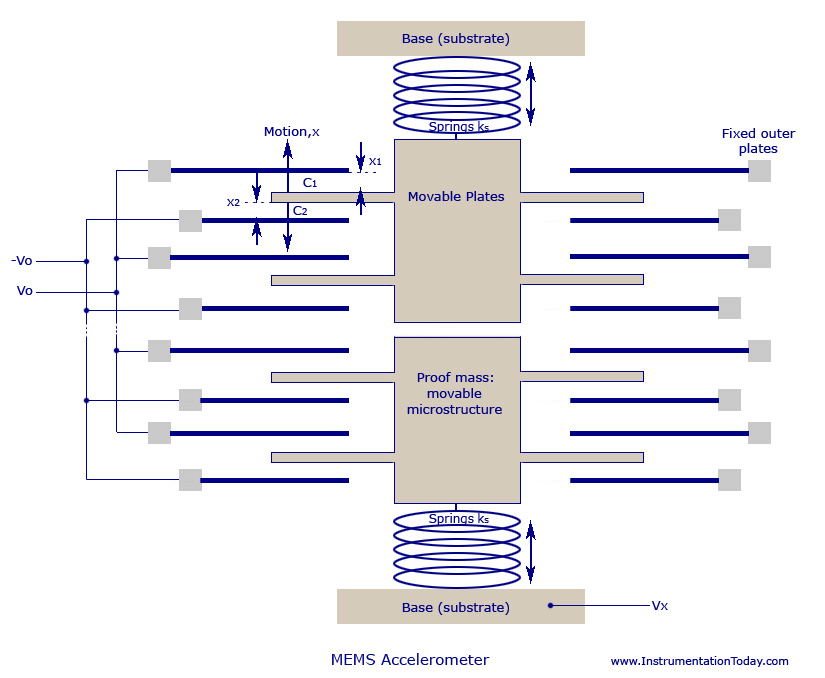 Base (substrate)
Springs ks
Motion,x
Fixed outer
plates
x1
C1
Movable Plates
x2
C2
-Vo
Vo
Proof mass:
movable
microstructure
Springs ks
Base (substrate)
Vx
MEMS Accelerometer
www.InstrumentationToday.com